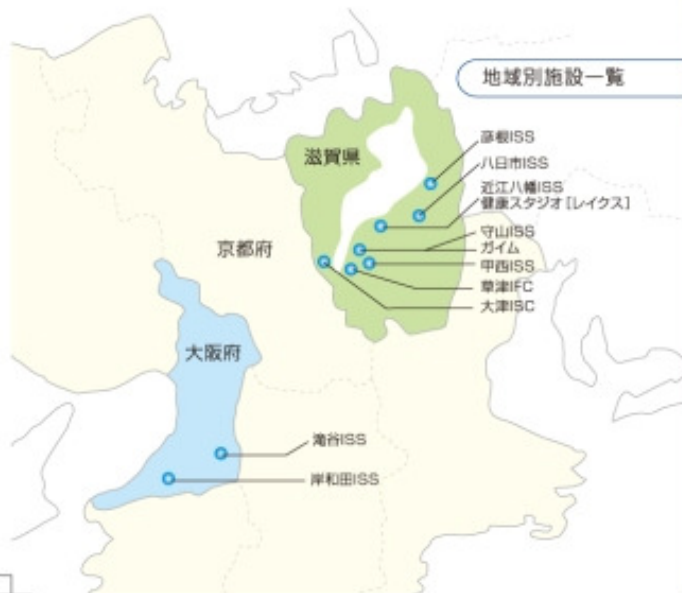 地域別施設一覧
滋賀県
彦根ISS
八日市ISS
近江八幡ISS
健康スタジオ[レイクス]
守山ISS
ガイム
甲西ISS
草津IFC
大津ISC
京都府
大阪府
滝谷ISS
岸和田ISS